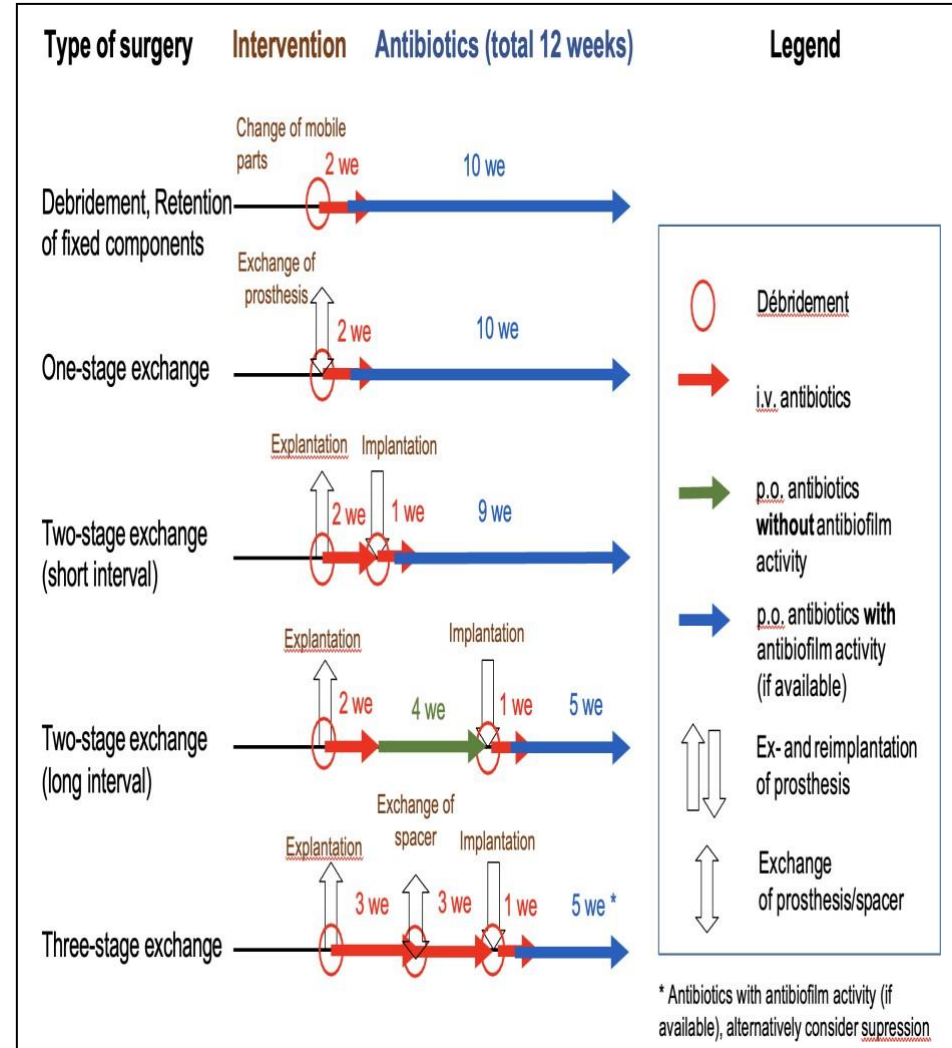 Type of surgery Intervention Antibiotics (total 12 weeks) Legend
Change of mobile
parts
2 we 10 we
Debridement, Retention
of fixed components
Exchange of
prosthesis
2 we 10 we
One-stage exchange
Explantation Implantation
2 we 1 we 9 we
Two-stage exchange
(short interval)
Explantation Implantation
2 we 4 we 1 we 5 we
Two-stage exchange
(long interval)
Exchange of
spacer
Explantation Implantation
3 we 3 we 1 we 5 we *
Three-stage exchange
Débridement
i.v. antibiotics
p.o. antibiotics
without antibiofilm
activity
p.o. antibiotics with
antibiofilm activity
(if available)
Ex- and reimplantation
of prosthesis
Exchange
of prosthesis/spacer
* Antibiotics with antibiofilm activity (if
available), alternatively consider supression